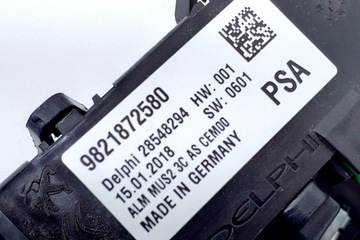 9821872580
Delphi 28548294 HW: 001
15.01.2018 SW: 0601
ALM MUS2 3C AS CEM00
MADE IN GERMANY
PSA
DELPHI